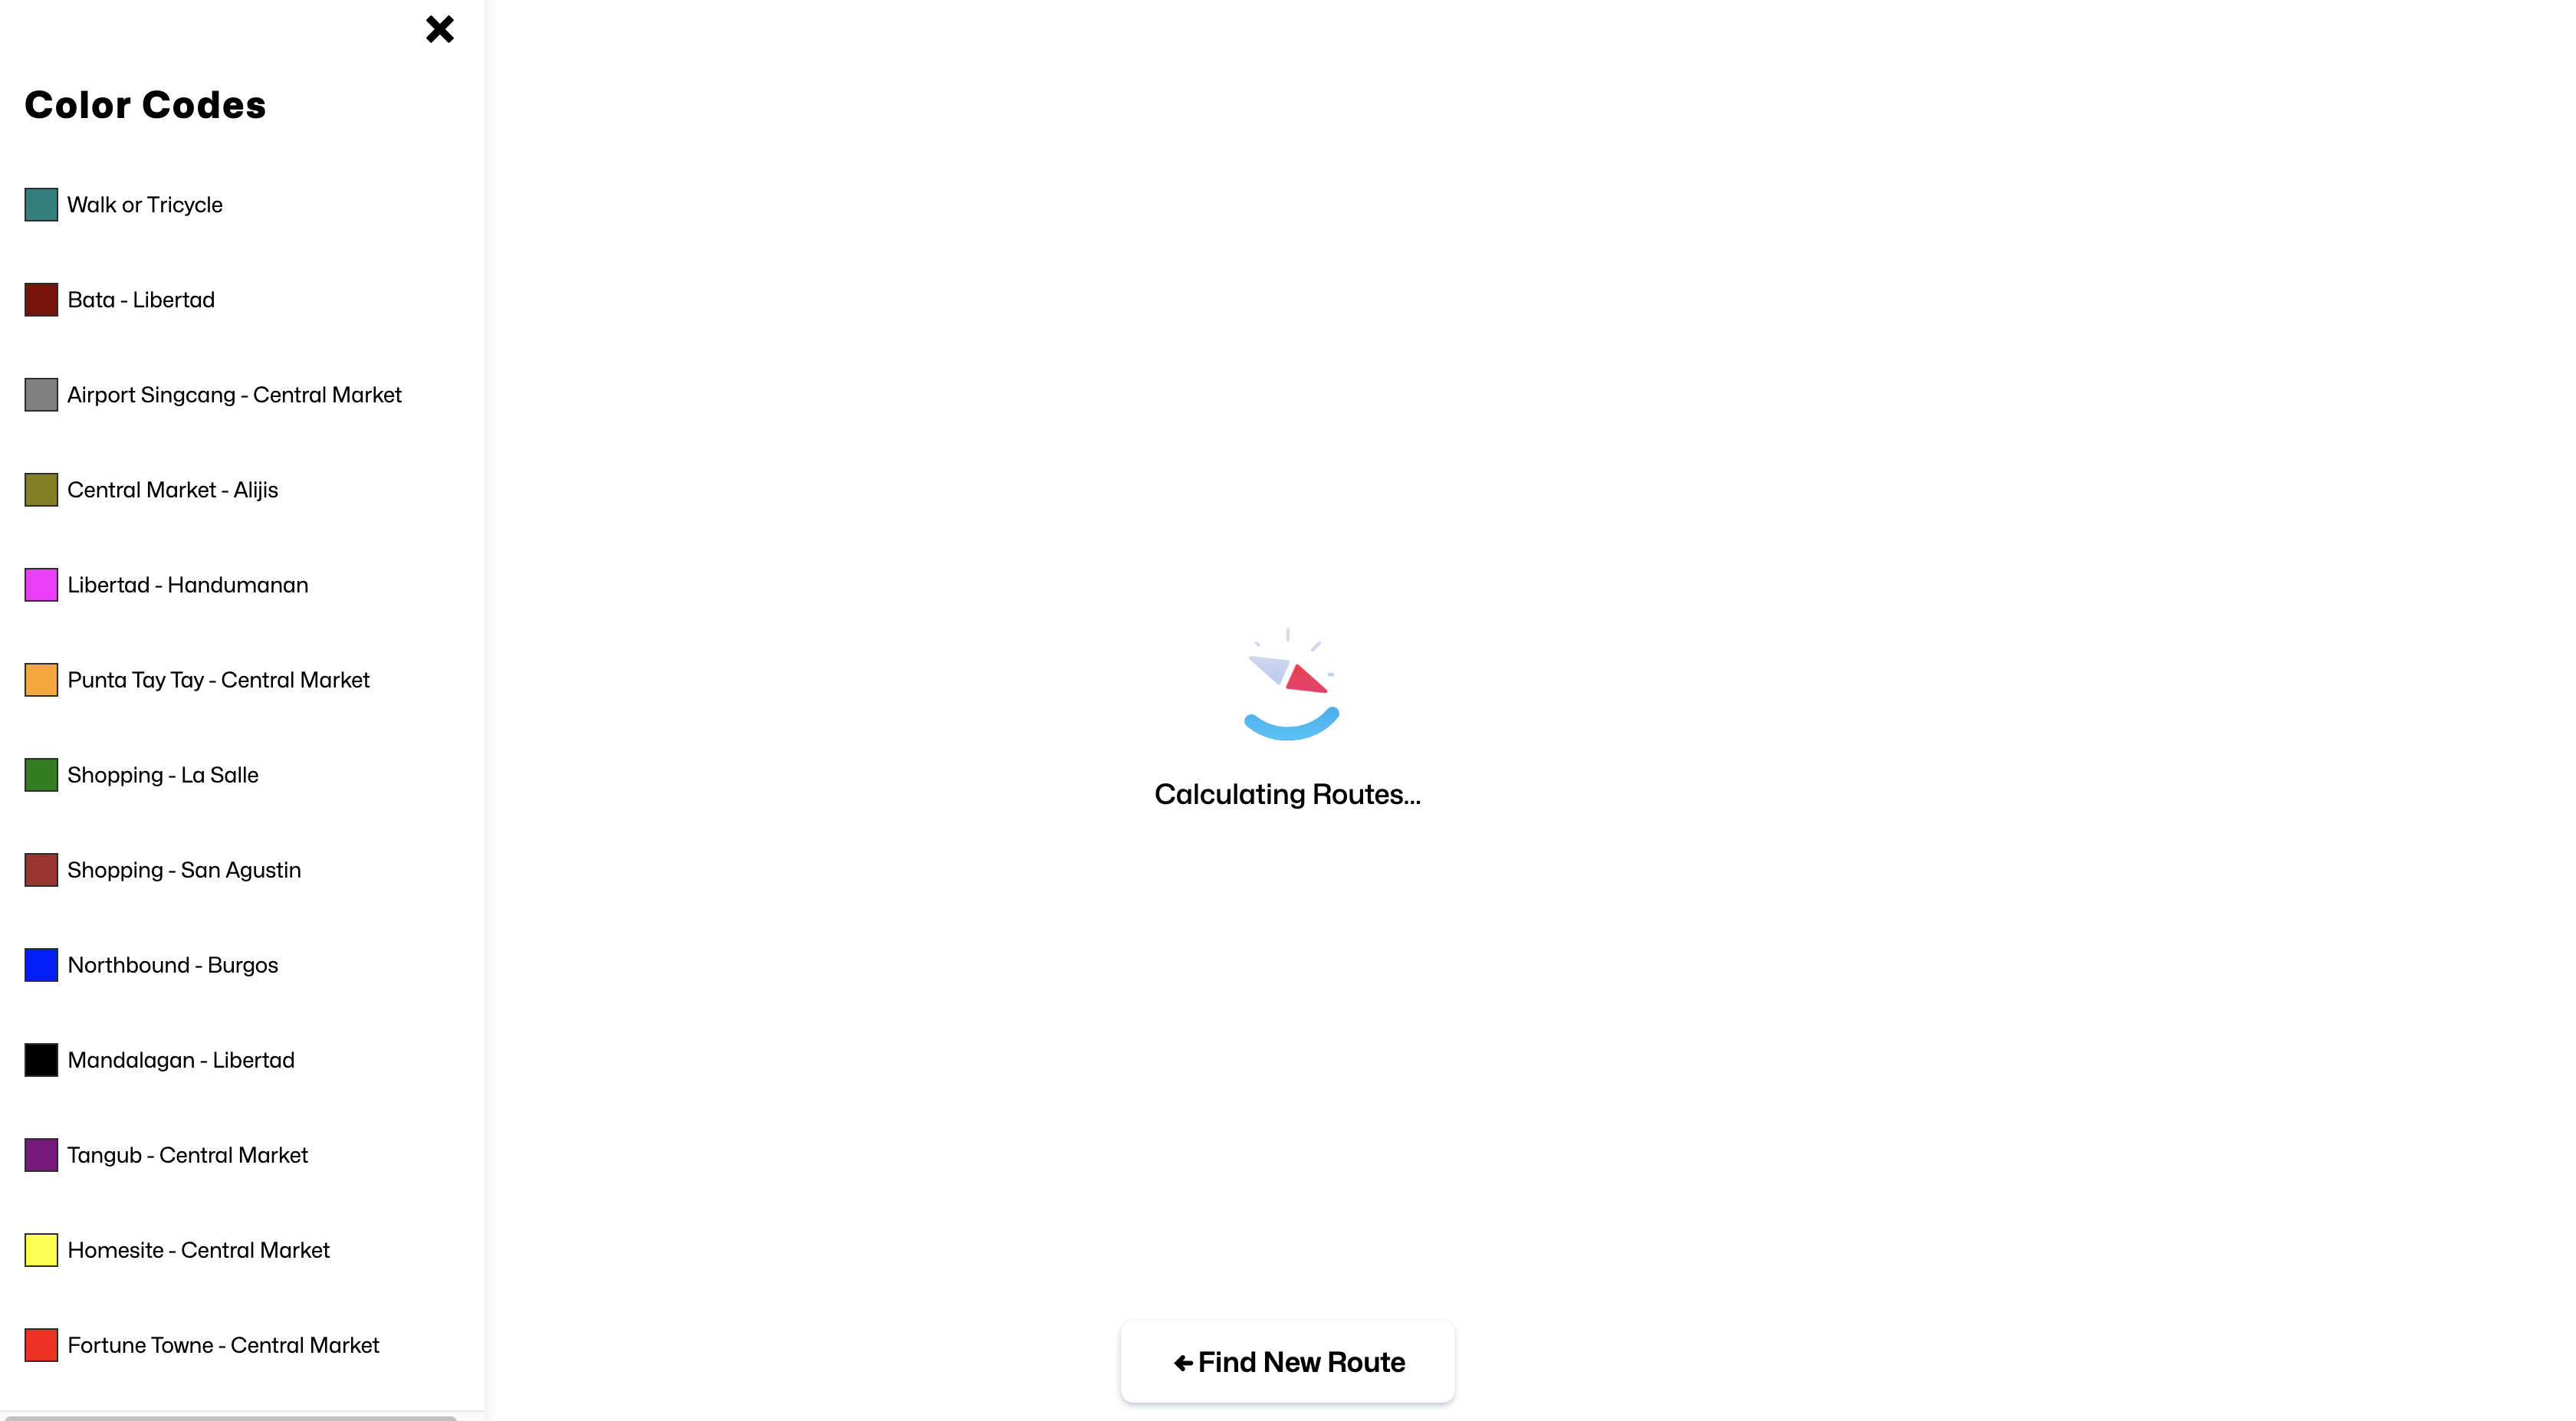 Color Codes
Walk or Tricycle
Bata - Libertad
Airport Singcang - Central Market
Central Market - Alijis
Libertad - Handumanan
Punta Tay Tay - Central Market
Shopping - La Salle
Shopping - San Agustin
Northbound - Burgos
Mandalagan - Libertad
Tangub - Central Market
Homesite - Central Market
Fortune Towne - Central Market
Calculating Routes...
Find New Route